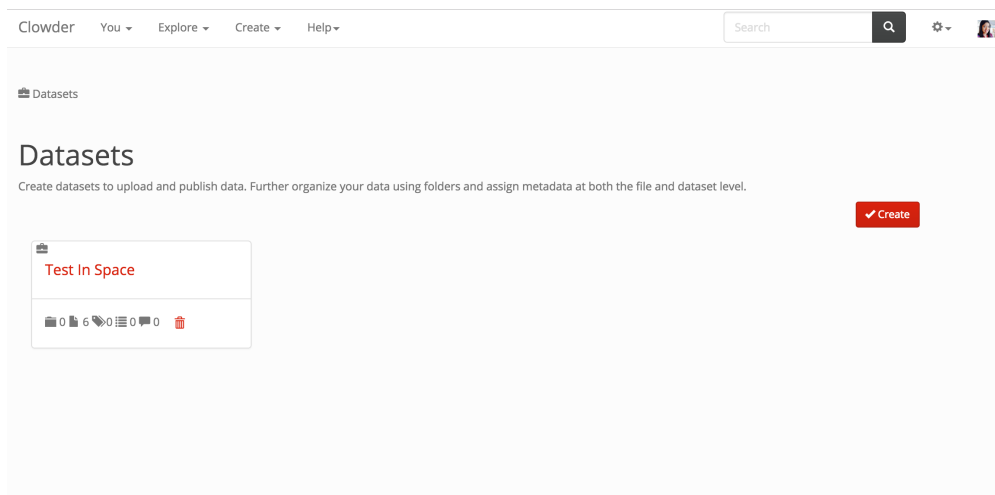 Clowder You Explore Create Help Search
Datasets
Datasets
Create datasets to upload and publish data. Further organize your data using folders and assign metadata at both the file and dataset level.
Create
Test In Space
0 6 0 0 0